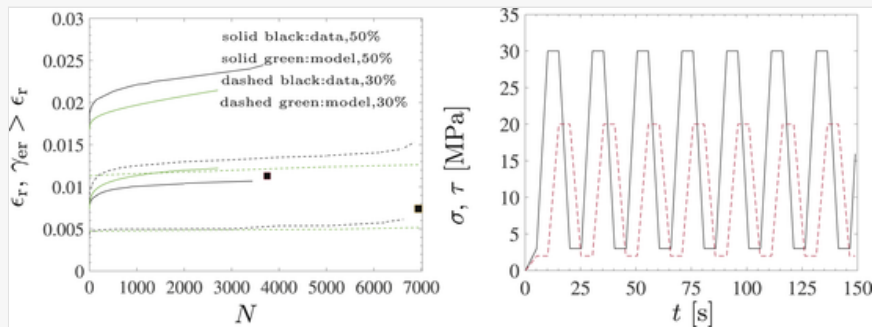 0.03
0.025
0.02
0.015
0.01
0.005
0
ϵr, γer > ϵr
solid black:data,50%
solid green:model,50%
dashed black:data,30%
dashed green:model,30%
0 1000 2000 3000 4000 5000 6000 7000
N
35
30
25
20
15
10
5
0
σ, τ [MPa]
0 25 50 75 100 125 150
t [s]